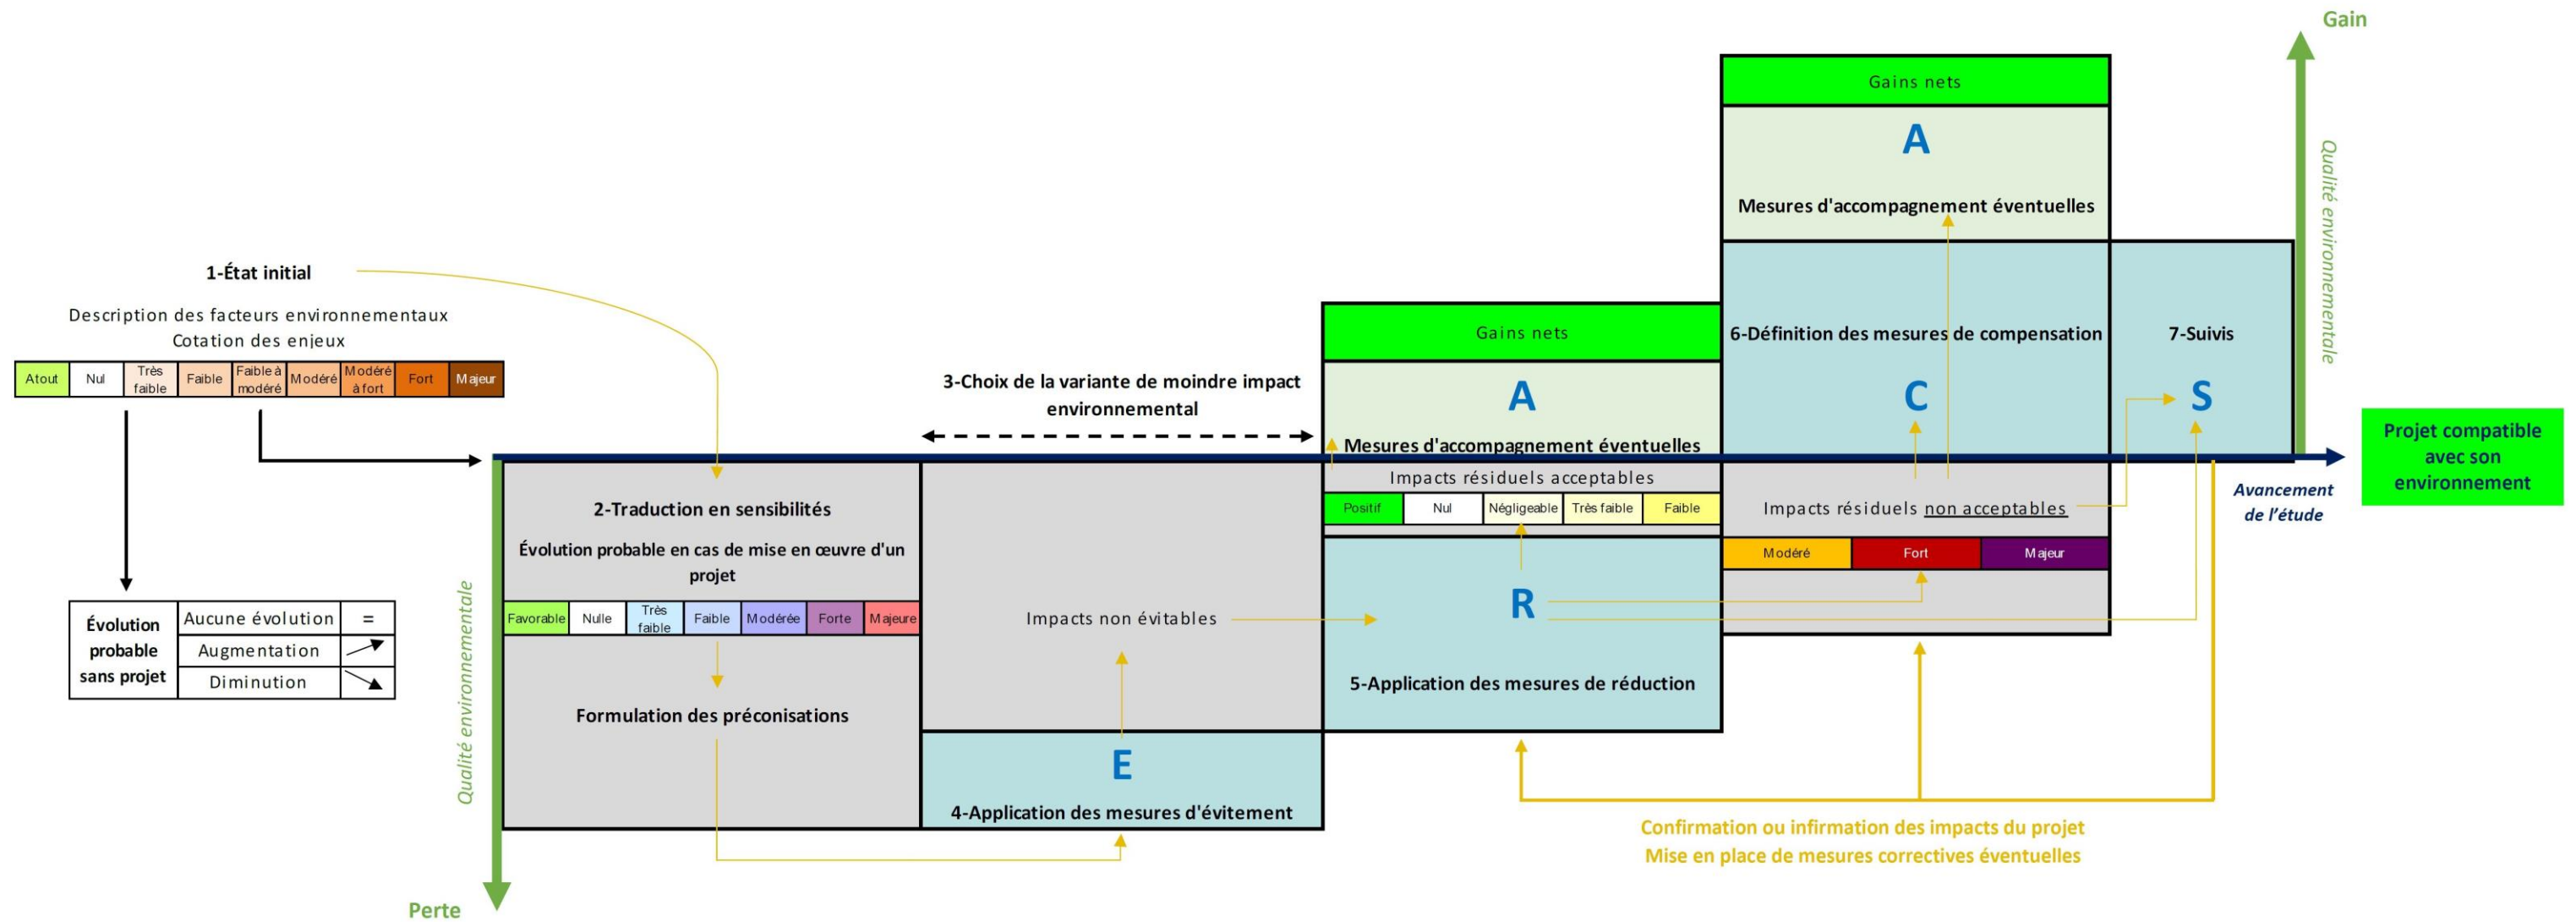 Gain
Qualité environnementale
Gains nets
A
Mesures d'accompagnement éventuelles
1-État initial
Description des facteurs environnementaux
Cotation des enjeux
Atout
Nul
Très
faible
Faible
Faible à
modéré
Modéré
Modéré
à fort
Fort
Majeur
Évolution
probable
sans projet
Aucune évolution
=
Augmentation
Diminution
Qualité environnementale
Perte
2-Traduction en sensibilités
Évolution probable en cas de mise en œuvre d'un
projet
Favorable
Nulle
Très
faible
Faible
Modérée
Forte
Majeure
Formulation des préconisations
3-Choix de la variante de moindre impact
environnemental
Impacts non évitables
E
4-Application des mesures d'évitement
Gains nets
A
Mesures d'accompagnement éventuelles
Impacts résiduels acceptables
Positif
Nul
Négligeable
Très faible
Faible
R
5-Application des mesures de réduction
6-Définition des mesures de compensation
C
Impacts résiduels non acceptables
Modéré
Fort
Majeur
7-Suivis
S
Projet compatible
avec son
environnement
Avancement
de l'étude
Confirmation ou infirmation des impacts du projet
Mise en place de mesures correctives éventuelles